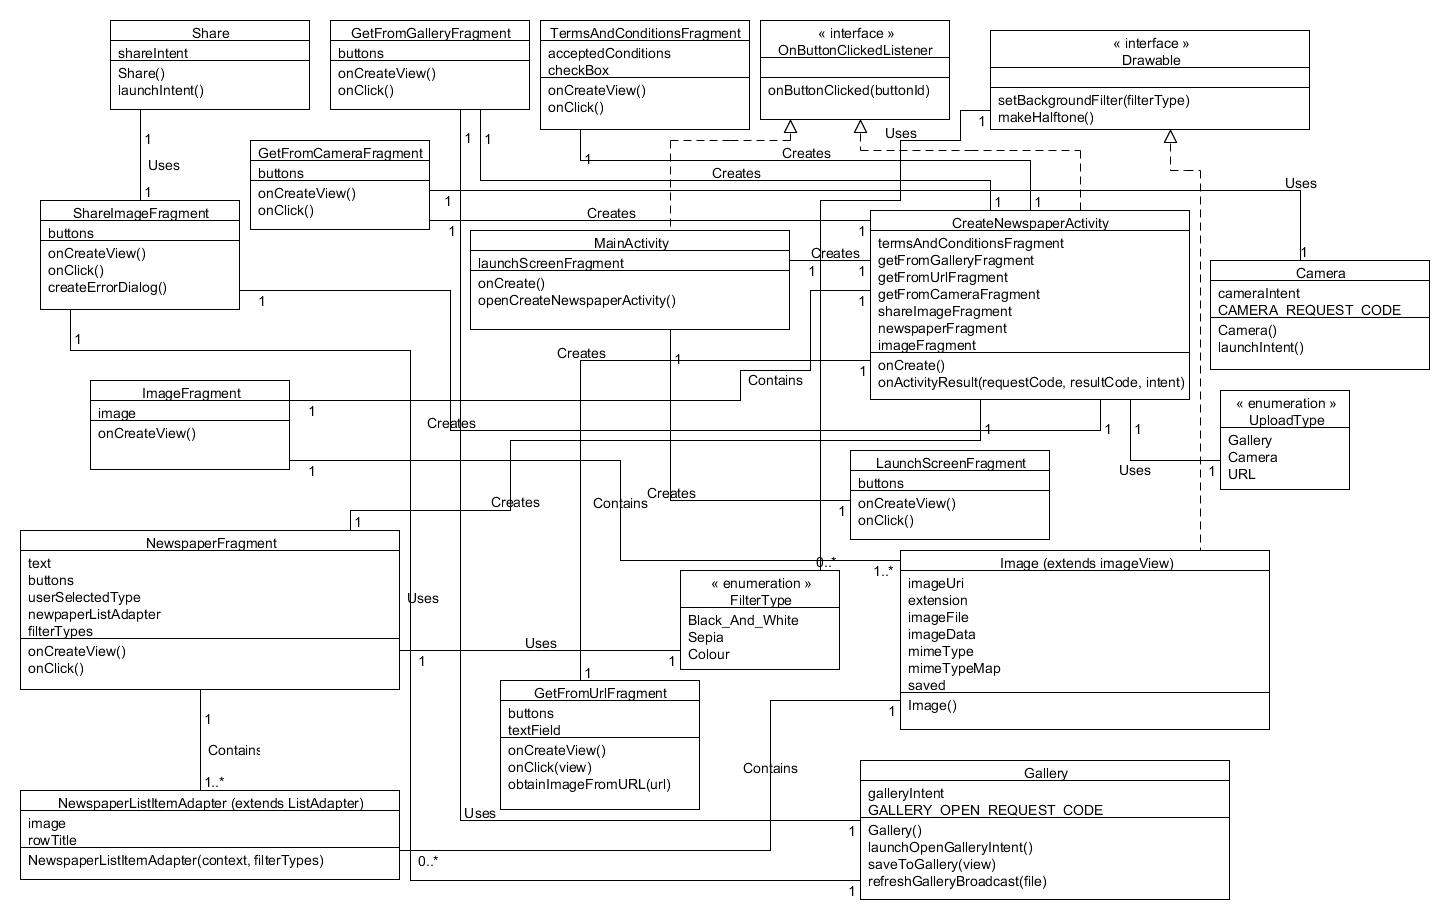 Share
shareIntent
Share()
launchIntent()
GetFromGalleryFragment
buttons
onCreateView()
onClick()
TermsAndConditionsFragment
acceptedConditions
checkBox
onCreateView()
onClick()
« interface »
OnButtonClickedListener
onButtonClicked(buttonId)
« interface »
Drawable
setBackgroundFilter(filterType)
makeHalftone()
1
Uses
1
1
1
1
Uses
1
Creates
Creates
Uses
GetFromCameraFragment
buttons
onCreateView()
onClick()
1
1
Creates
1
1
1
1
ShareImageFragment
buttons
onCreateView()
onClick()
createErrorDialog()
MainActivity
launchScreenFragment
onCreate()
openCreateNewspaperActivity()
Creates
1
1
CreateNewspaperActivity
termsAndConditionsFragment
getFromGalleryFragment
getFromUrlFragment
getFromCameraFragment
shareImageFragment
newspaperFragment
imageFragment
onCreate()
onActivityResult(requestCode, resultCode, intent)
Camera
cameraIntent
CAMERA_REQUEST_CODE
Camera()
launchIntent()
1
1
1
Creates
1
1
Contains
ImageFragment
image
onCreateView()
1
1
Creates
1
1
1
Uses
1
« enumeration »
UploadType
Gallery
Camera
URL
LaunchScreenFragment
buttons
onCreateView()
onClick()
Creates
Contains
Creates
1
1
NewspaperFragment
text
buttons
userSelectedType
newpaperListAdapter
filterTypes
onCreateView()
onClick()
Uses
0..*
1..*
« enumeration »
FilterType
Black_And_White
Sepia
Colour
Image (extends imageView)
imageUri
extension
imageFile
imageData
mimeType
mimeTypeMap
saved
Image()
Uses
1
1
1
GetFromUrlFragment
buttons
textField
onCreateView()
onClick(view)
obtainImageFromURL(url)
1
Contains
1..*
1
Contains
NewspaperListItemAdapter (extends ListAdapter)
image
rowTitle
NewspaperListItemAdapter(context, filterTypes)
0..*
Uses
1
1
Gallery
galleryIntent
GALLERY_OPEN_REQUEST_CODE
Gallery()
launchOpenGalleryIntent()
saveToGallery(view)
refreshGalleryBroadcast(file)